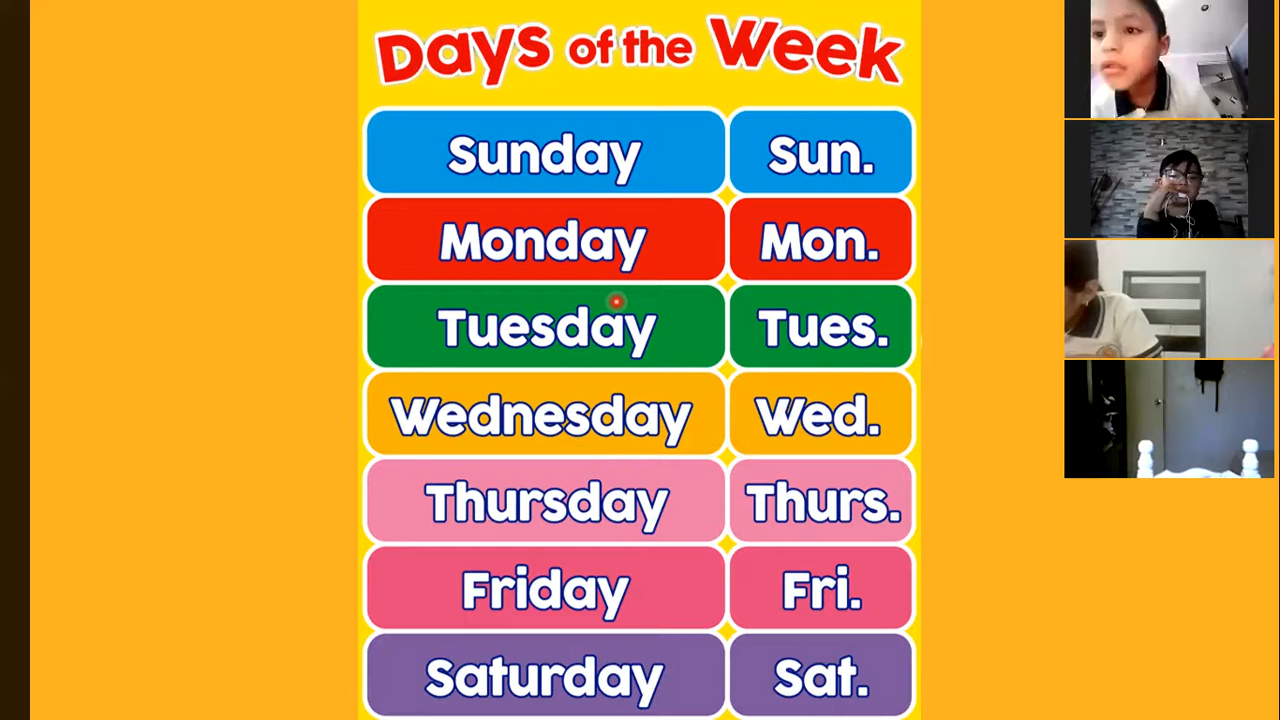 Days of the Week
Sunday Sun.
Monday Mon.
Tuesday Tues.
Wednesday Wed.
Thursday Thurs.
Friday Fri.
Saturday Sat.